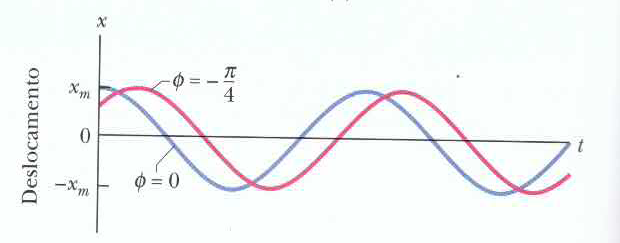 x
Deslocamento
x_m
ϕ = −π/4
0
t
−x_m
ϕ = 0